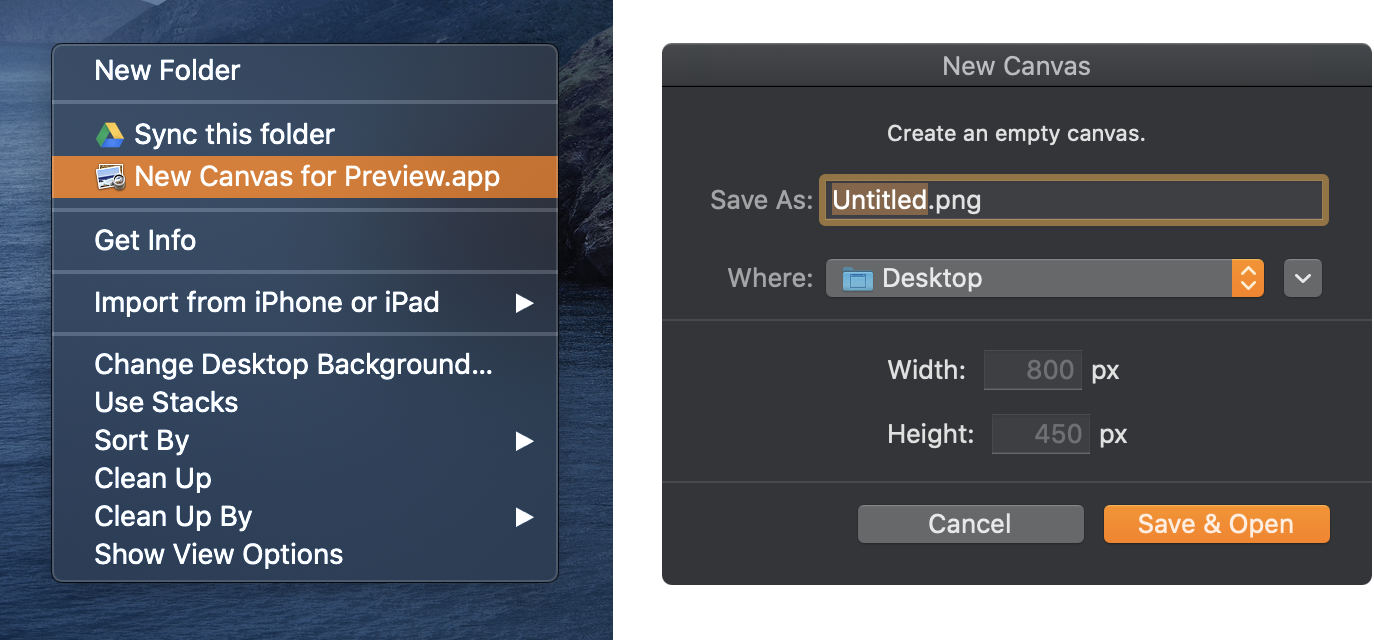 New Folder
Sync this folder
New Canvas for Preview.app
Get Info
Import from iPhone or iPad
Change Desktop Background...
Use Stacks
Sort By
Clean Up
Clean Up By
Show View Options
New Canvas
Create an empty canvas.
Save As: Untitled.png
Where: Desktop
Width: 800 px
Height: 450 px
Cancel Save & Open